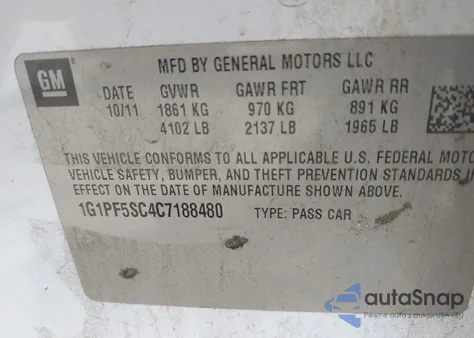 GM
MFD BY GENERAL MOTORS LLC
DATE GVWR GAWR FRT GAWR RR
10/11 1861 KG 970 KG 891 KG
4102 LB 2137 LB 1965 LB
THIS VEHICLE CONFORMS TO ALL APPLICABLE U.S. FEDERAL MOTO
VEHICLE SAFETY, BUMPER, AND THEFT PREVENTION STANDARDS IN
EFFECT ON THE DATE OF MANUFACTURE SHOWN ABOVE.
1G1PF5SC4C7188480 TYPE: PASS CAR
autoSnap